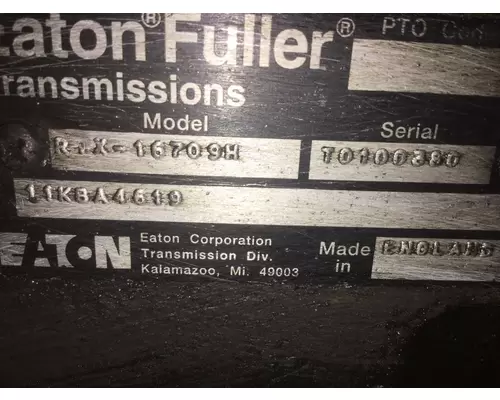 Eaton® Fuller® PTO
Transmissions
Model Serial
RTX-16709H T0100380
11KBA4619
EATON
Eaton Corporation
Transmission Div.
Kalamazoo, Mi. 49003
Made in ENGLAND